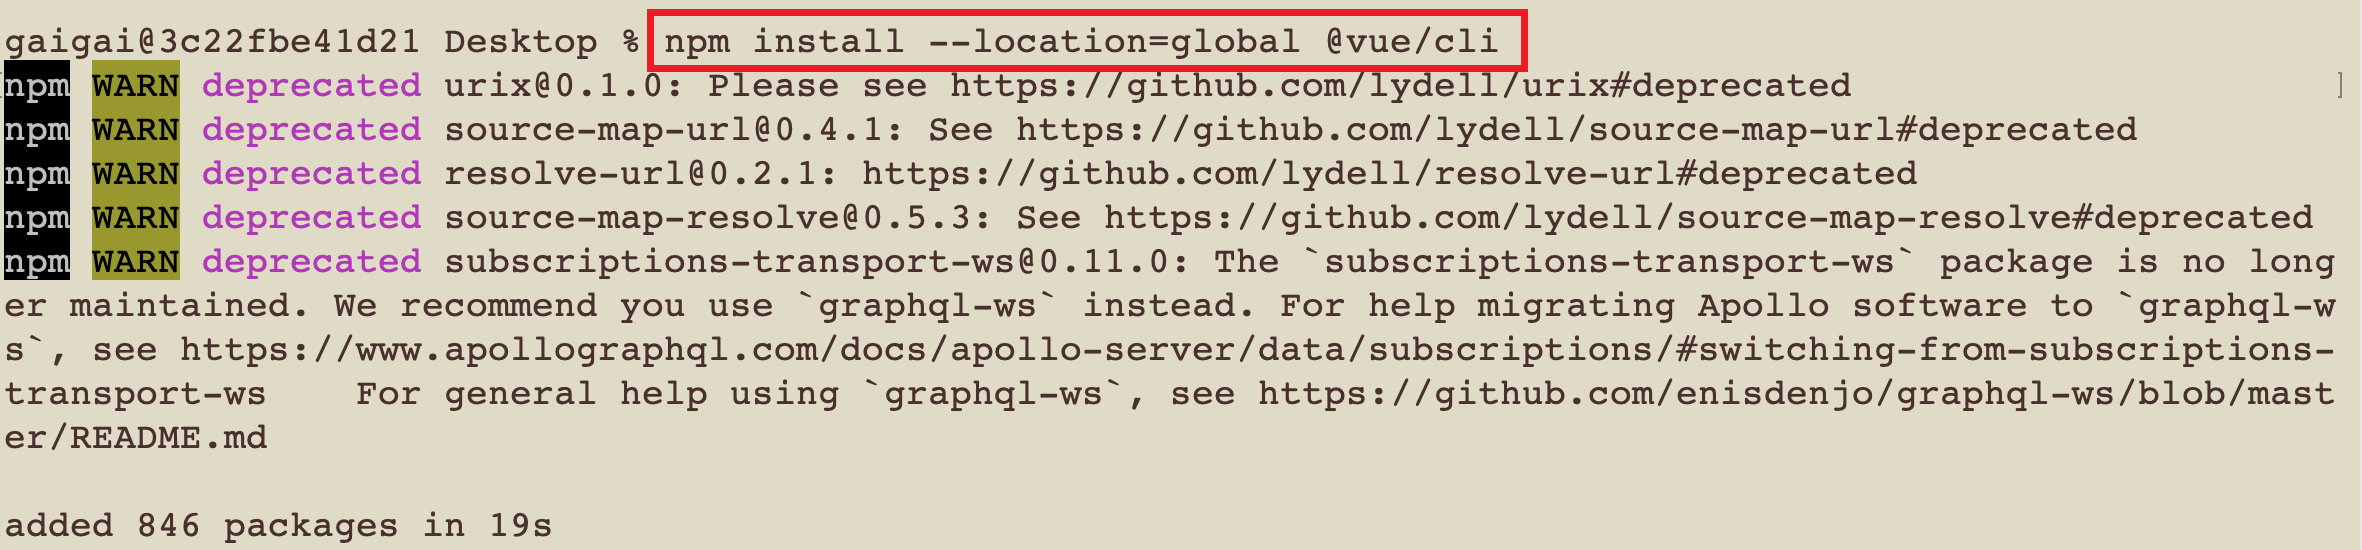 gaigai@3c22fbe41d21 Desktop % npm install --location=global @vue/cli
npm WARN deprecated urix@0.1.0: Please see https://github.com/lydell/urix#deprecated ]
npm WARN deprecated source-map-url@0.4.1: See https://github.com/lydell/source-map-url#deprecated
npm WARN deprecated resolve-url@0.2.1: https://github.com/lydell/resolve-url#deprecated
npm WARN deprecated source-map-resolve@0.5.3: See https://github.com/lydell/source-map-resolve#deprecated
npm WARN deprecated subscriptions-transport-ws@0.11.0: The `subscriptions-transport-ws` package is no long
er maintained. We recommend you use `graphql-ws` instead. For help migrating Apollo software to `graphql-w
s`, see https://www.apollographql.com/docs/apollo-server/data/subscriptions/#switching-from-subscriptions-
transport-ws    For general help using `graphql-ws`, see https://github.com/enisdenjo/graphql-ws/blob/mast
er/README.md
added 846 packages in 19s